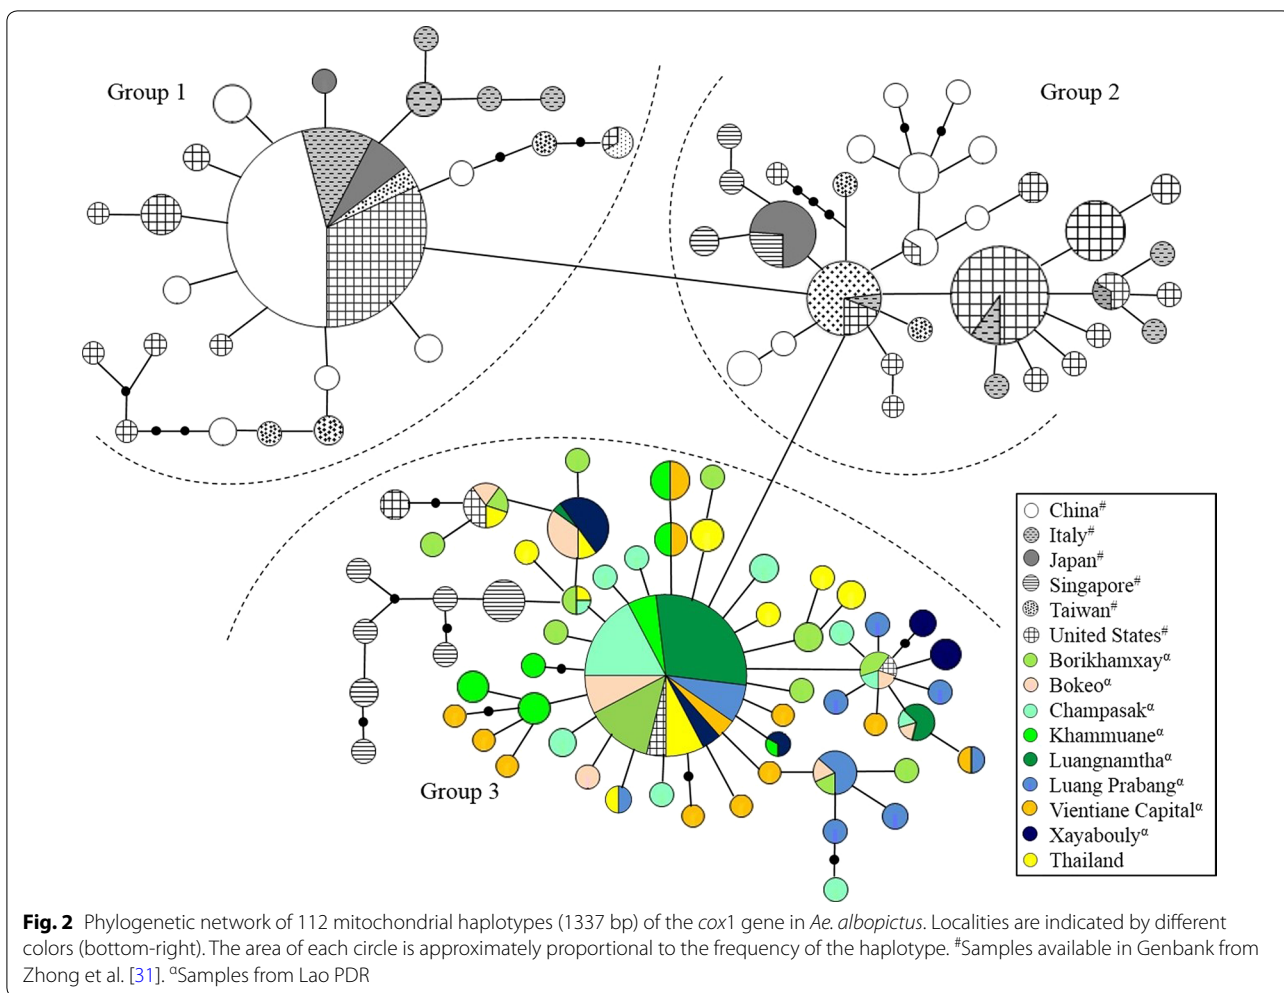 Group 1
Group 2
Group 3
China#
Italy#
Japan#
Singapore#
Taiwan#
United States#
Borikhamxayα
Bokeoα
Champasakα
Khammuaneα
Luangnamthaα
Luang Prabangα
Vientiane Capitalα
Xayaboulyα
Thailand
Fig. 2 Phylogenetic network of 112 mitochondrial haplotypes (1337 bp) of the cox1 gene in Ae. albopictus. Localities are indicated by different
colors (bottom-right). The area of each circle is approximately proportional to the frequency of the haplotype. #Samples available in Genbank from
Zhong et al. [31]. αSamples from Lao PDR